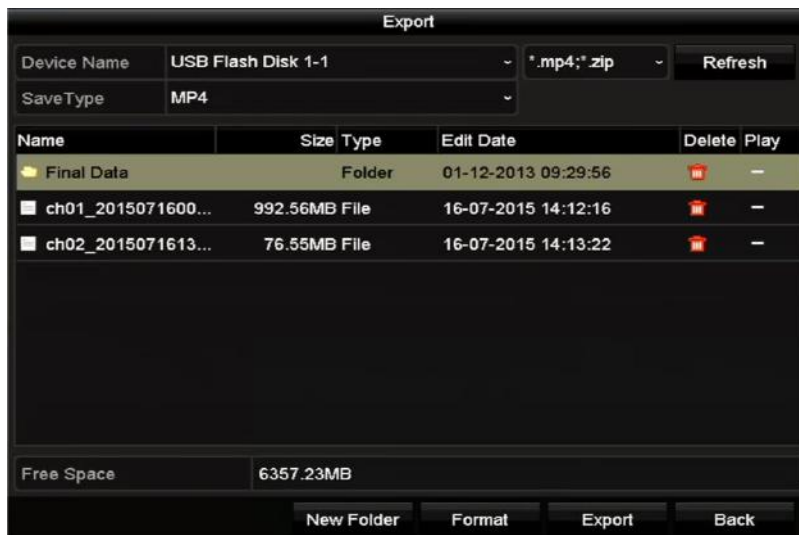 Export
Device Name USB Flash Disk 1-1 *.mp4;*.zip Refresh
SaveType MP4
Name Size Type Edit Date Delete Play
Final Data Folder 01-12-2013 09:29:56
ch01_2015071600... 992.56MB File 16-07-2015 14:12:16
ch02_2015071613... 76.55MB File 16-07-2015 14:13:22
Free Space 6357.23MB
New Folder Format Export Back